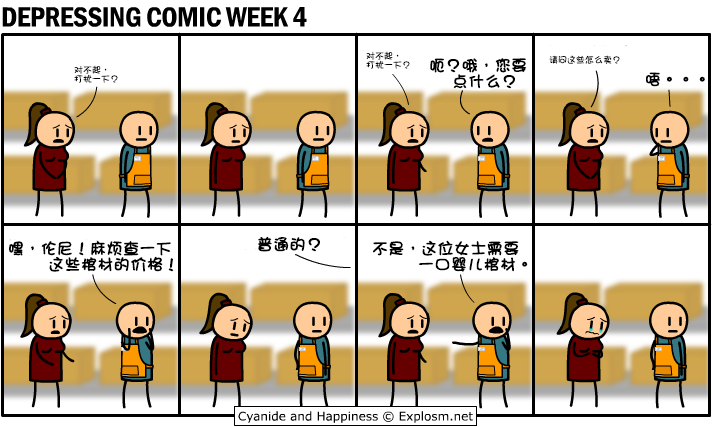 DEPRESSING COMIC WEEK 4
对不起，
打扰一下？
对不起，
打扰一下？
呃？哦，您要
点什么？
请问这些怎么卖？
唔。。。
嘿，伦尼！麻烦查一下
这些棺材的价格！
普通的？
不是，这位女士需要
一口婴儿棺材。
Cyanide and Happiness © Explosm.net